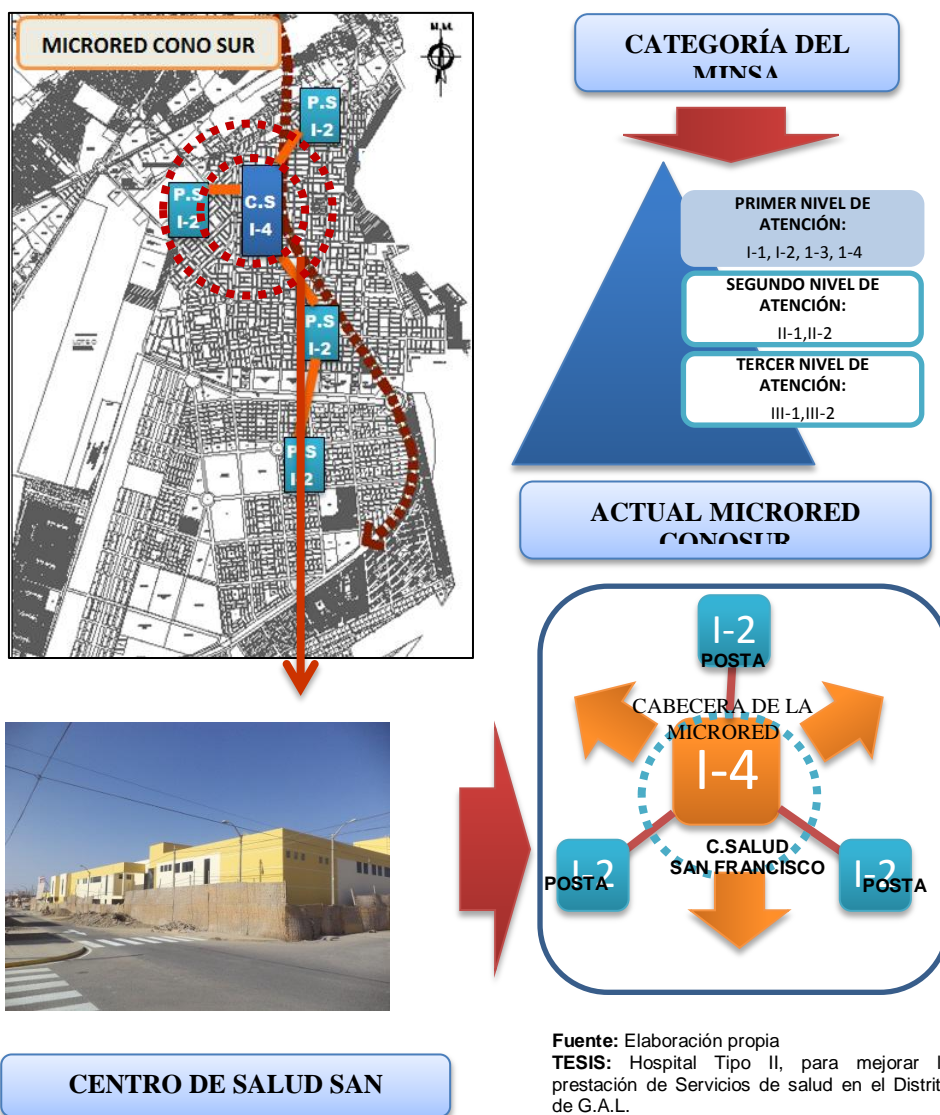 MICRORED CONO SUR
P.S
I-2
P.S
I-2
C.S
I-4
P.S
I-2
P.S
I-2
CATEGORÍA DEL
MINSA
PRIMER NIVEL DE
ATENCIÓN:
I-1, I-2, 1-3, 1-4
SEGUNDO NIVEL DE
ATENCIÓN:
II-1,II-2
TERCER NIVEL DE
ATENCIÓN:
III-1,III-2
ACTUAL MICRORED
CONOSUR
I-2
POSTA
CABECERA DE LA
MICRORED
I-4
C.SALUD
SAN FRANCISCO
I-2
POSTA
I-2
POSTA
CENTRO DE SALUD SAN
Fuente: Elaboración propia
TESIS: Hospital Tipo II, para mejorar l
prestación de Servicios de salud en el Distrit
de G.A.L.